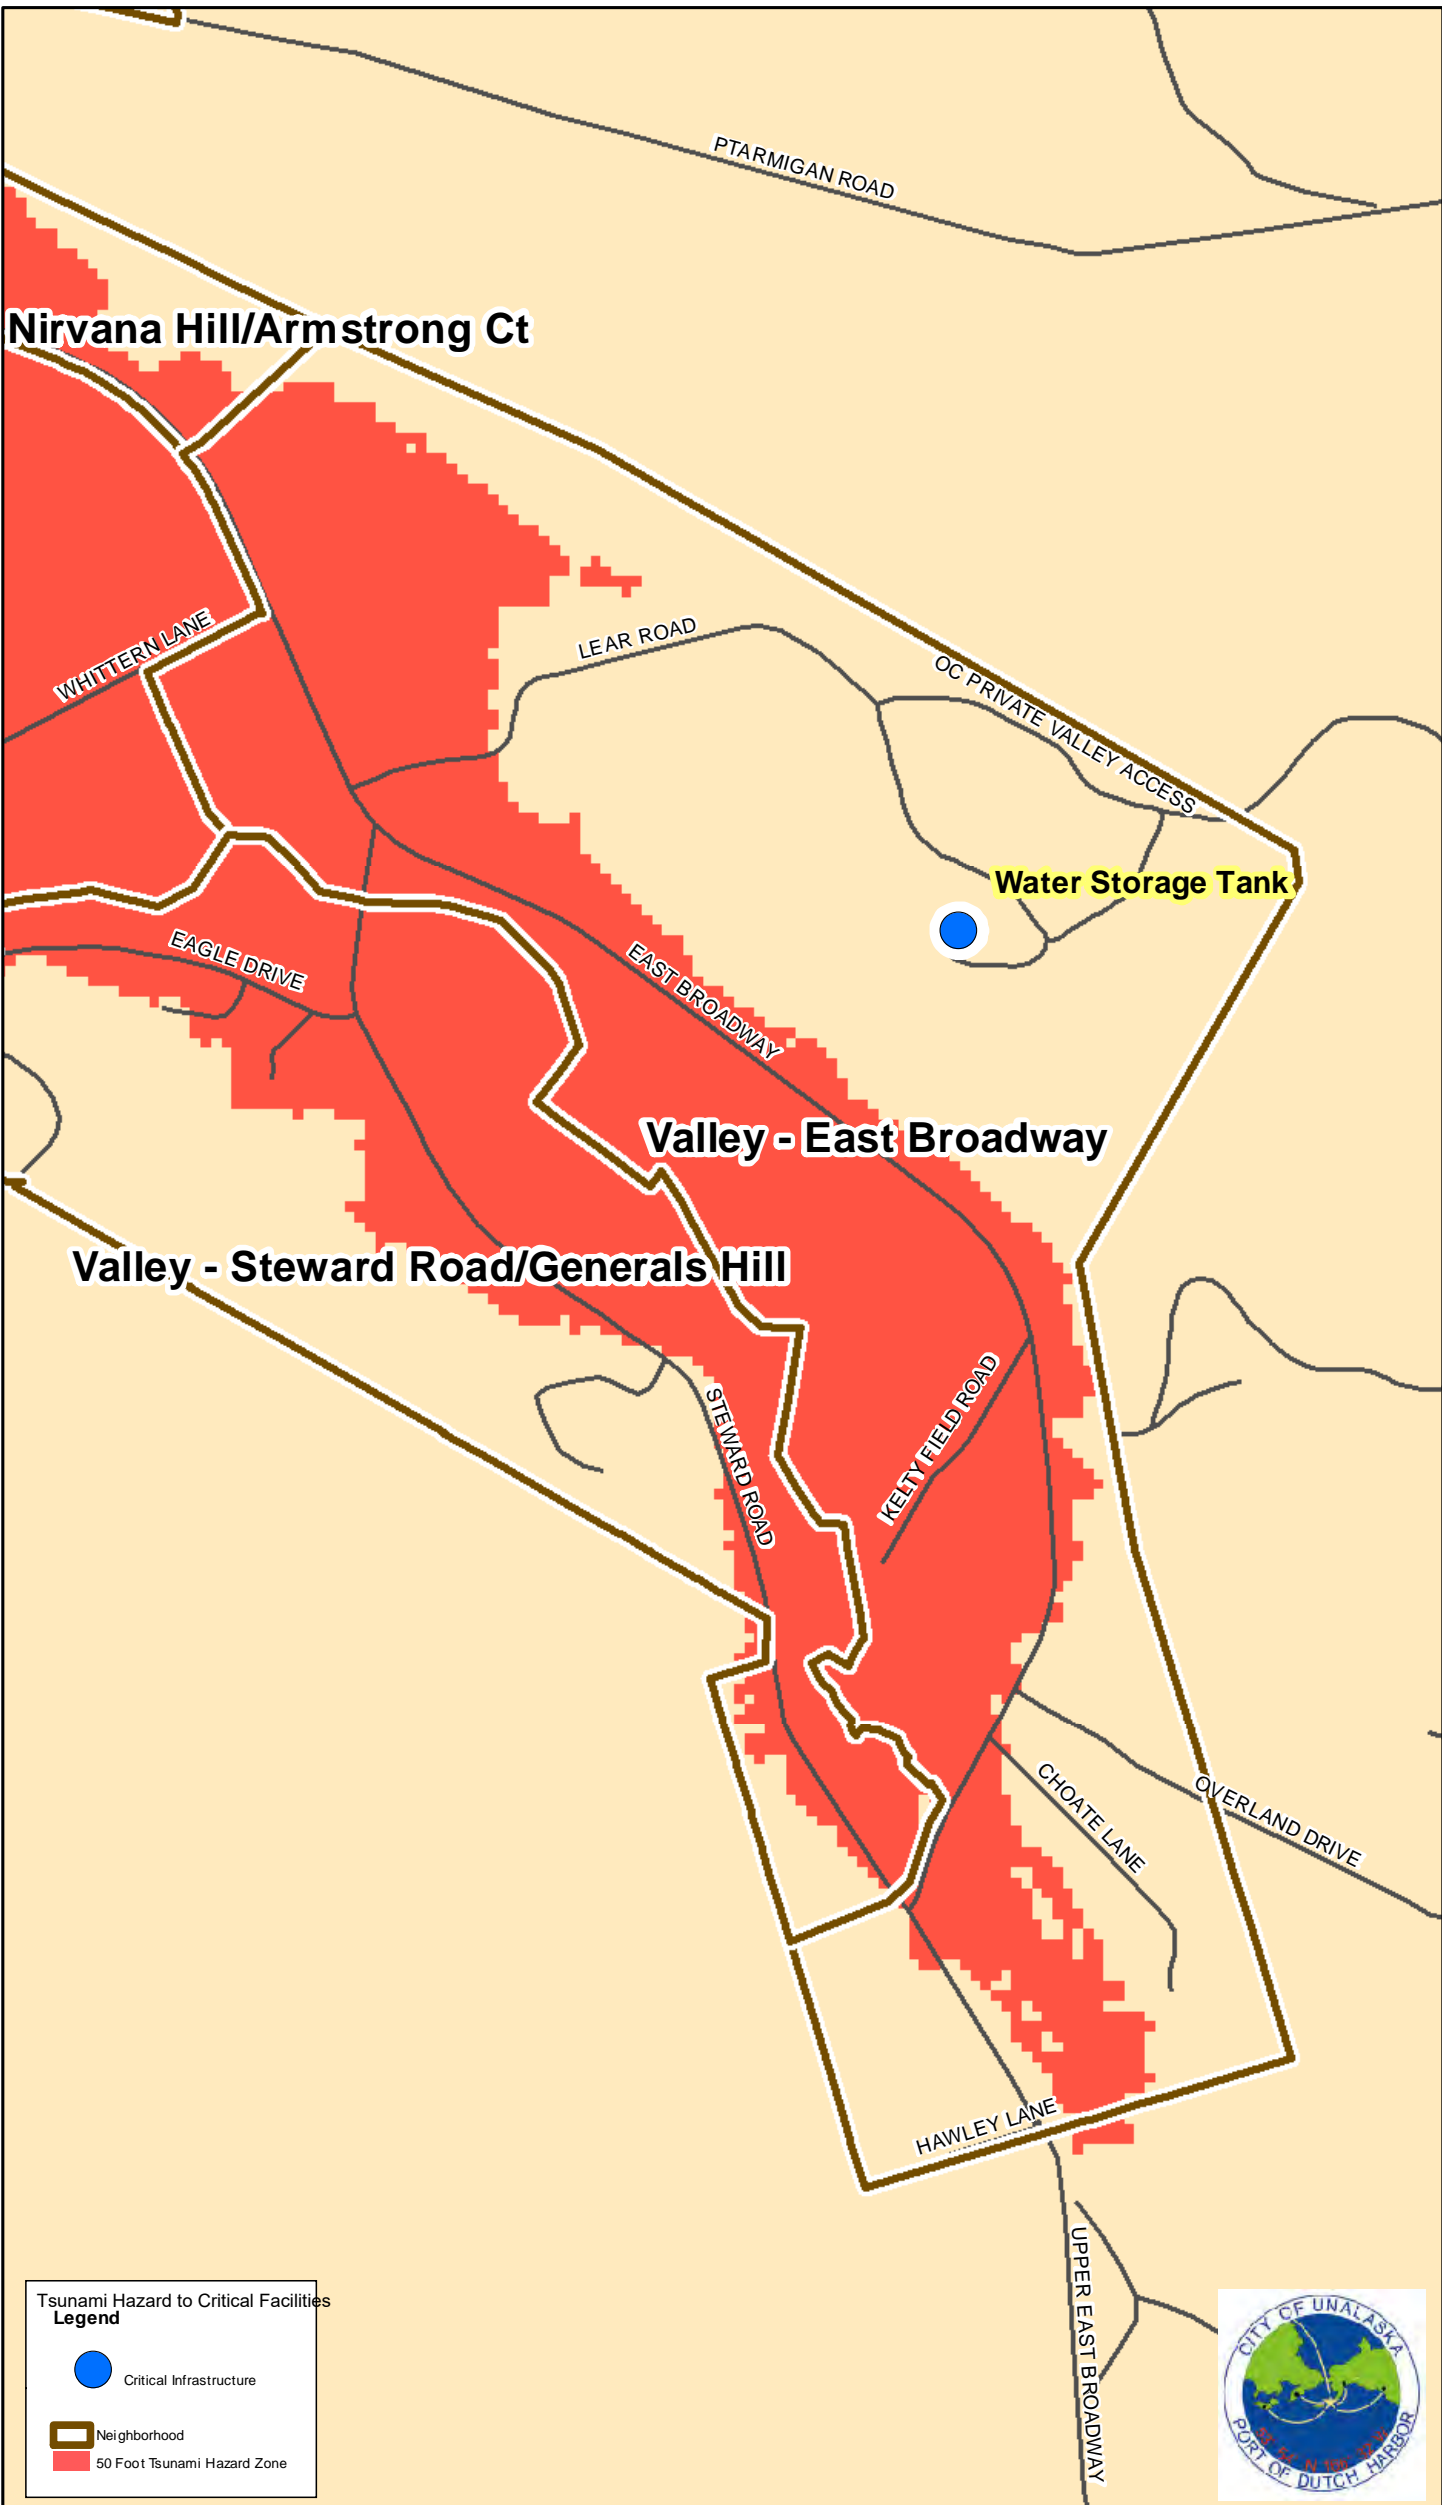 PTARMIGAN ROAD
Nirvana Hill/Armstrong Ct
WHITTERN LANE
LEAR ROAD
OC PRIVATE VALLEY ACCESS
Water Storage Tank
EAGLE DRIVE
EAST BROADWAY
Valley - East Broadway
Valley - Steward Road/Generals Hill
STEWARD ROAD
KELTY FIELD ROAD
CHOATE LANE
OVERLAND DRIVE
HAWLEY LANE
UPPER EAST BROADWAY
Tsunami Hazard to Critical Facilities
Legend
Critical Infrastructure
Neighborhood
50 Foot Tsunami Hazard Zone
CITY OF UNALASKA
PORT OF DUTCH HARBOR